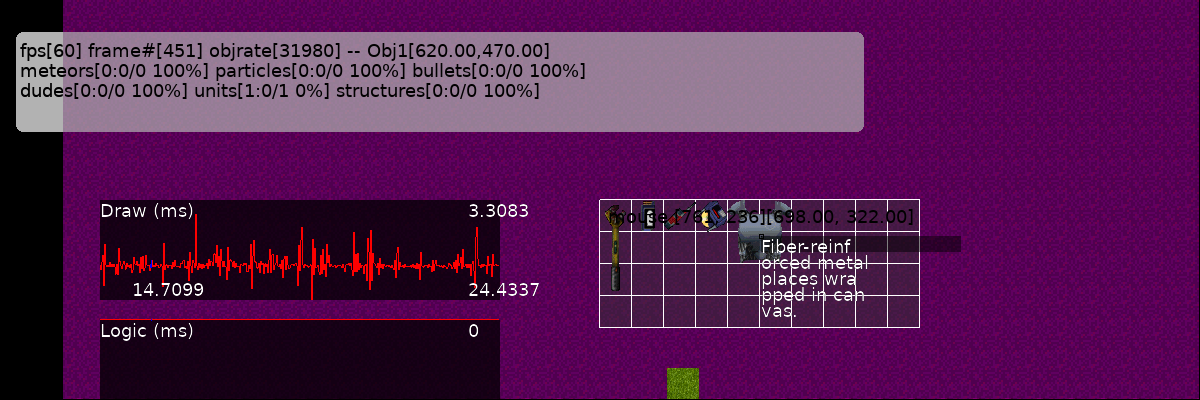 fps[60] frame#[451] objrate[31980] -- Obj1[620.00,470.00]
meteors[0:0/0 100%] particles[0:0/0 100%] bullets[0:0/0 100%]
dudes[0:0/0 100%] units[1:0/1 0%] structures[0:0/0 100%]
Draw (ms)
3.3083
14.7099
24.4337
Logic (ms)
0
[698.00, 322.00]
Fiber-reinf
orced metal
places wra
pped in can
vas.